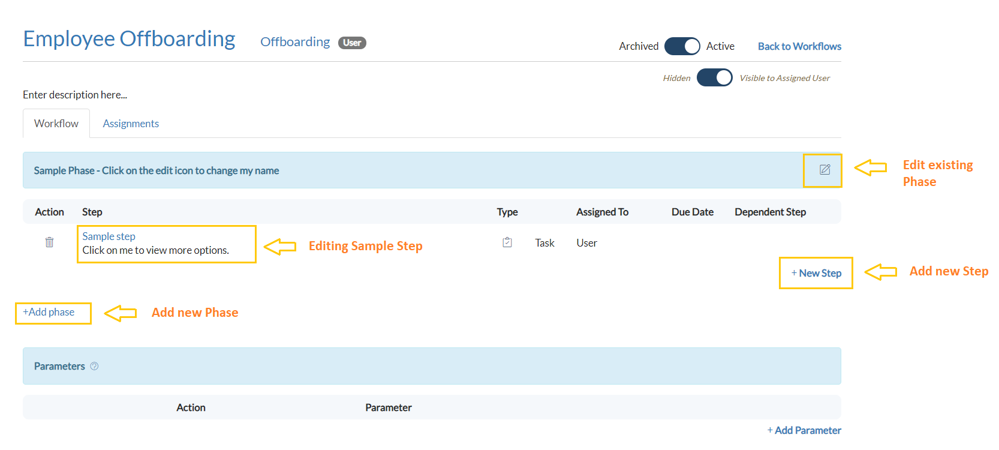 Employee Offboarding Offboarding User
Archived Active Back to Workflows
Hidden Visible to Assigned User
Enter description here...
Workflow Assignments
Sample Phase - Click on the edit icon to change my name
Edit existing
Phase
Action Step Type Assigned To Due Date Dependent Step
Sample step
Click on me to view more options.
Editing Sample Step
Task User
+ New Step
Add new Step
+Add phase
Add new Phase
Parameters ?
Action Parameter
+ Add Parameter